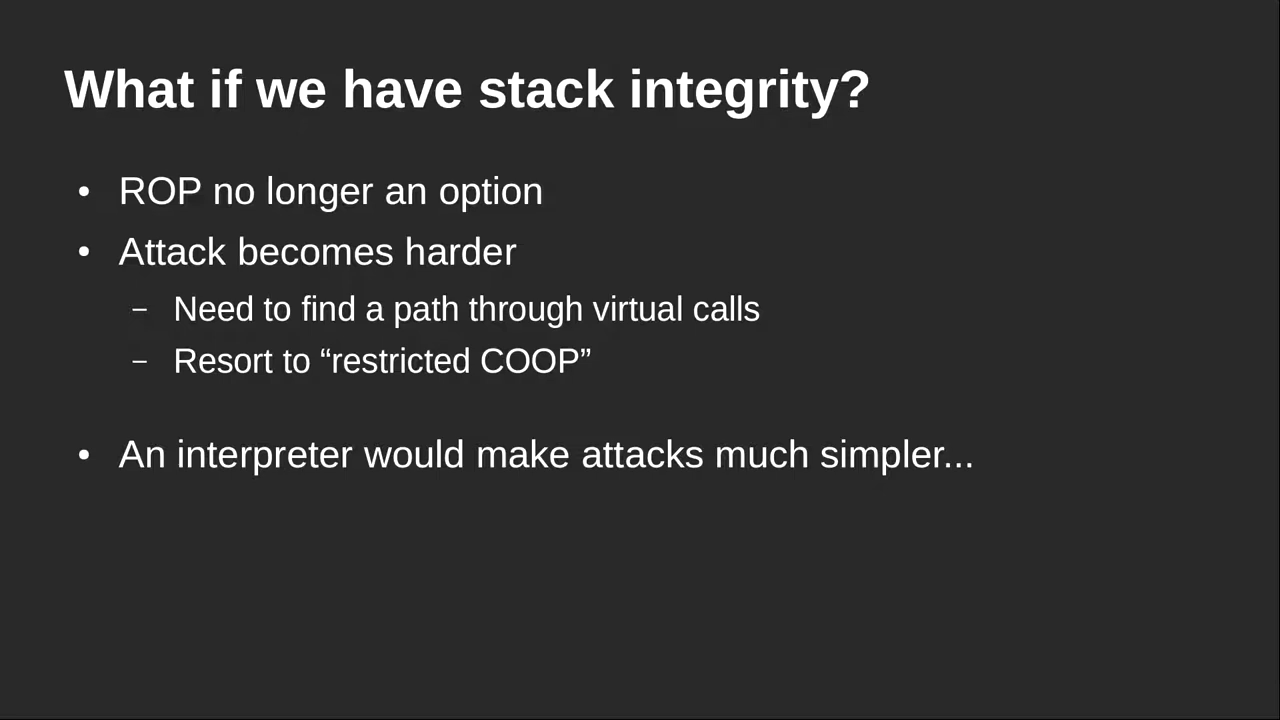 What if we have stack integrity?
• ROP no longer an option
• Attack becomes harder
– Need to find a path through virtual calls
– Resort to “restricted COOP”
• An interpreter would make attacks much simpler...